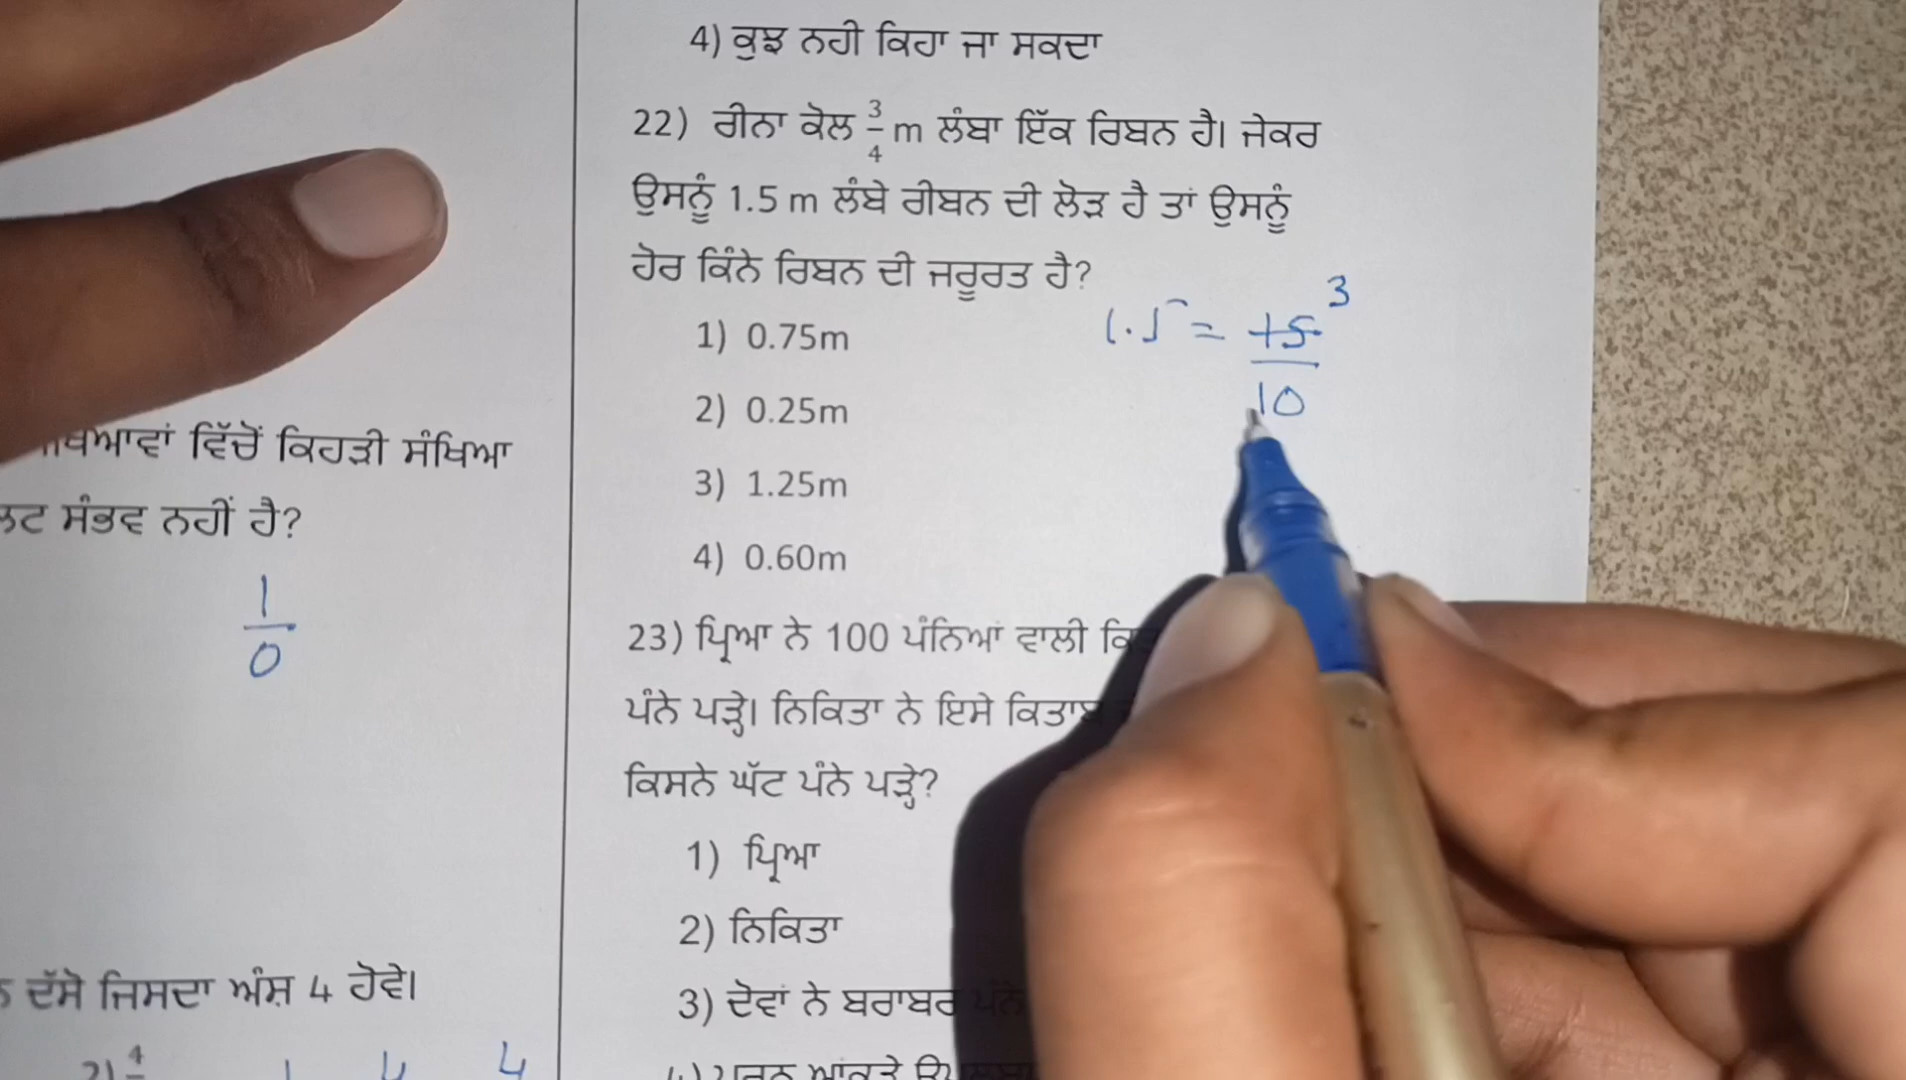 ਸੰਖਿਆ
ਵਿੱਚੋਂ ਕਿਹੜੀ
ਸੰਭਵ ਨਹੀਂ ਹੈ?
1
0
ਦੱਸੋ ਜਿਸਦਾ ਅੰਸ਼ 4 ਹੋਵੇ।
4
4
4) ਕੁਝ ਨਹੀ ਕਿਹਾ ਜਾ ਸਕਦਾ
22) ਰੀਨਾ ਕੋਲ 3/4 m ਲੰਬਾ ਇੱਕ ਰਿਬਨ ਹੈ। ਜੇਕਰ
ਉਸਨੂੰ 1.5 m ਲੰਬੇ ਰੀਬਨ ਦੀ ਲੋੜ ਹੈ ਤਾਂ ਉਸਨੂੰ
ਹੋਰ ਕਿੰਨੇ ਰਿਬਨ ਦੀ ਜਰੂਰਤ ਹੈ?
1) 0.75m
2) 0.25m
3) 1.25m
4) 0.60m
1.5 = 15 3
10
23) ਪ੍ਰਿਆ ਨੇ 100 ਪੰਨਿਆਂ ਵਾਲੀ
ਪੰਨੇ ਪੜ੍ਹੇ। ਨਿਕਿਤਾ ਨੇ ਇਸੇ ਕਿਤਾਬ
ਕਿਸਨੇ ਘੱਟ ਪੰਨੇ ਪੜ੍ਹੇ?
1) ਪ੍ਰਿਆ
2) ਨਿਕਿਤਾ
3) ਦੋਵਾਂ ਨੇ ਬਰਾਬਰ ਪੰਨੇ